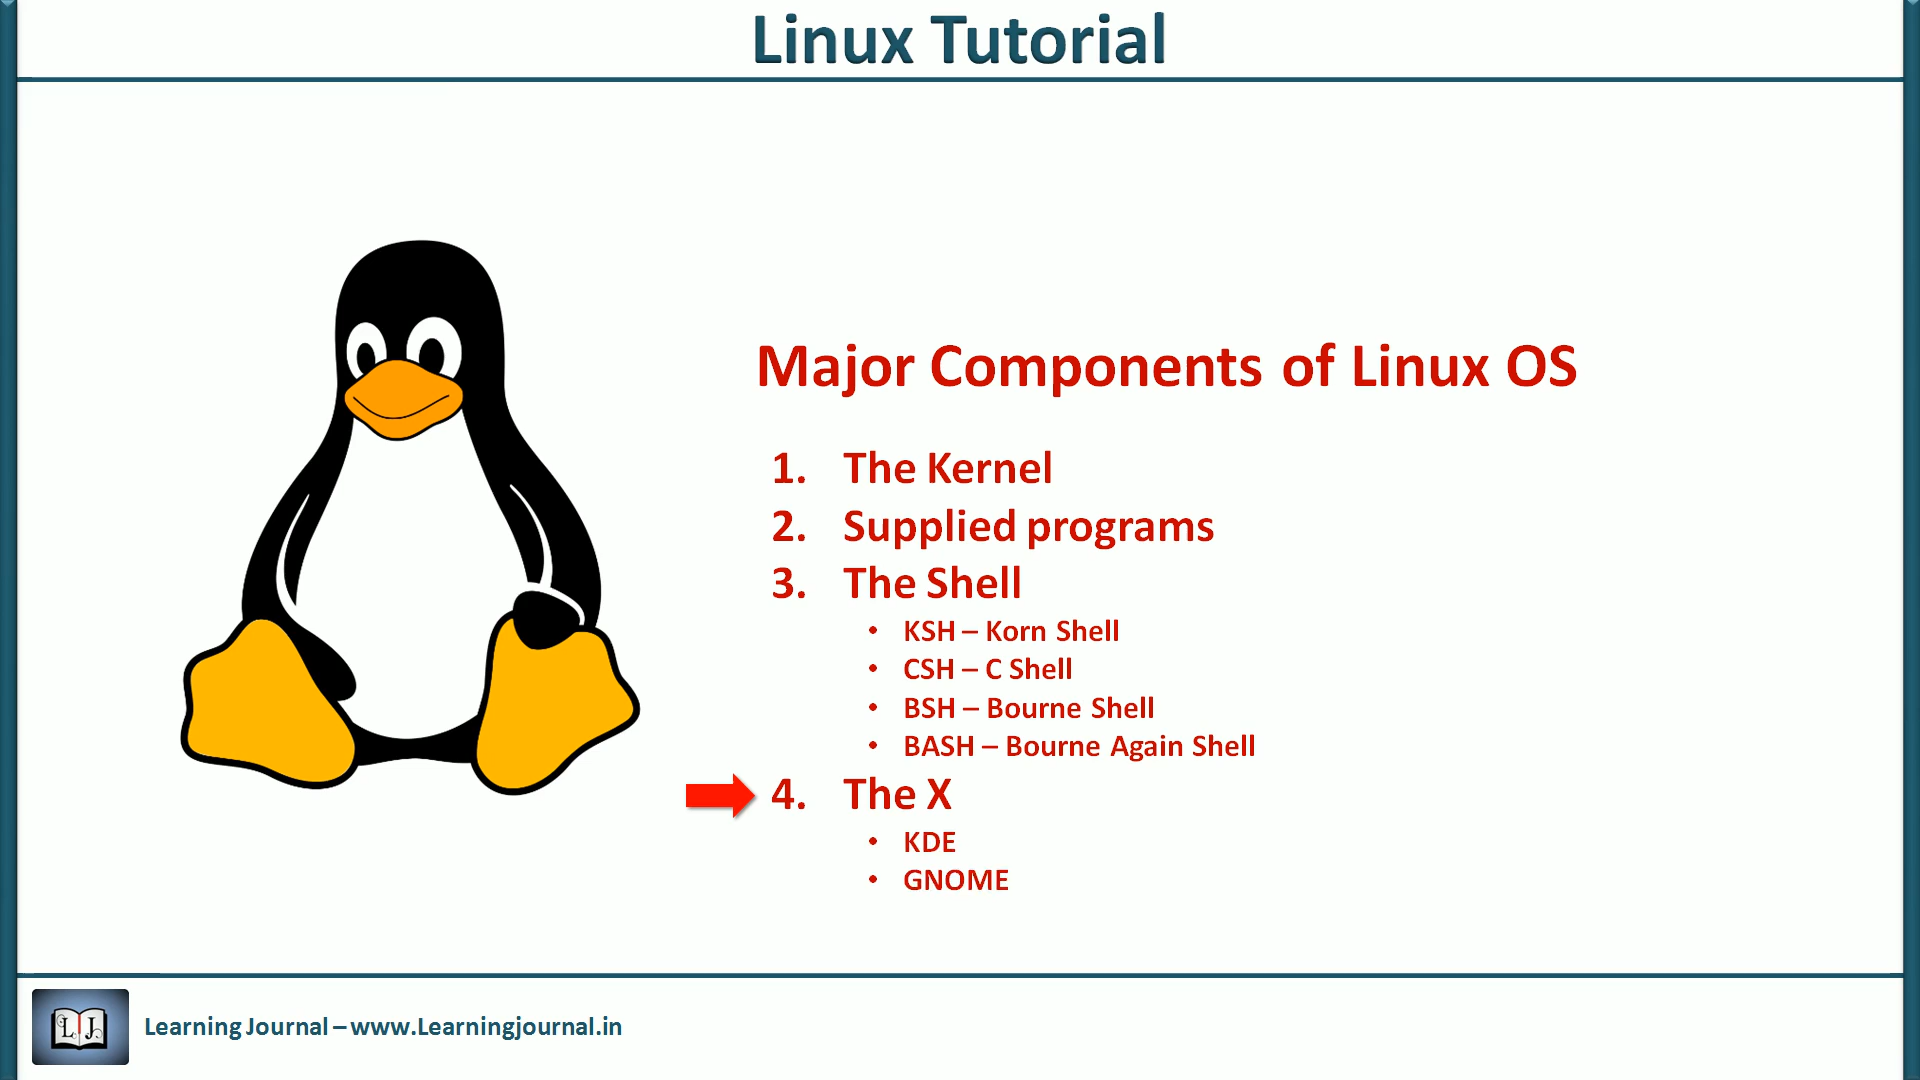 Linux Tutorial
Major Components of Linux OS
1. The Kernel
2. Supplied programs
3. The Shell
• KSH – Korn Shell
• CSH – C Shell
• BSH – Bourne Shell
• BASH – Bourne Again Shell
4. The X
• KDE
• GNOME
L J
Learning Journal – www.Learningjournal.in